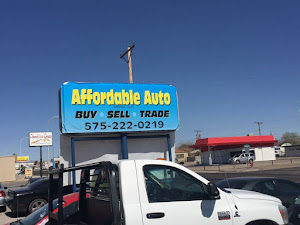 Affordable Auto
BUY SELL TRADE
575-222-0219